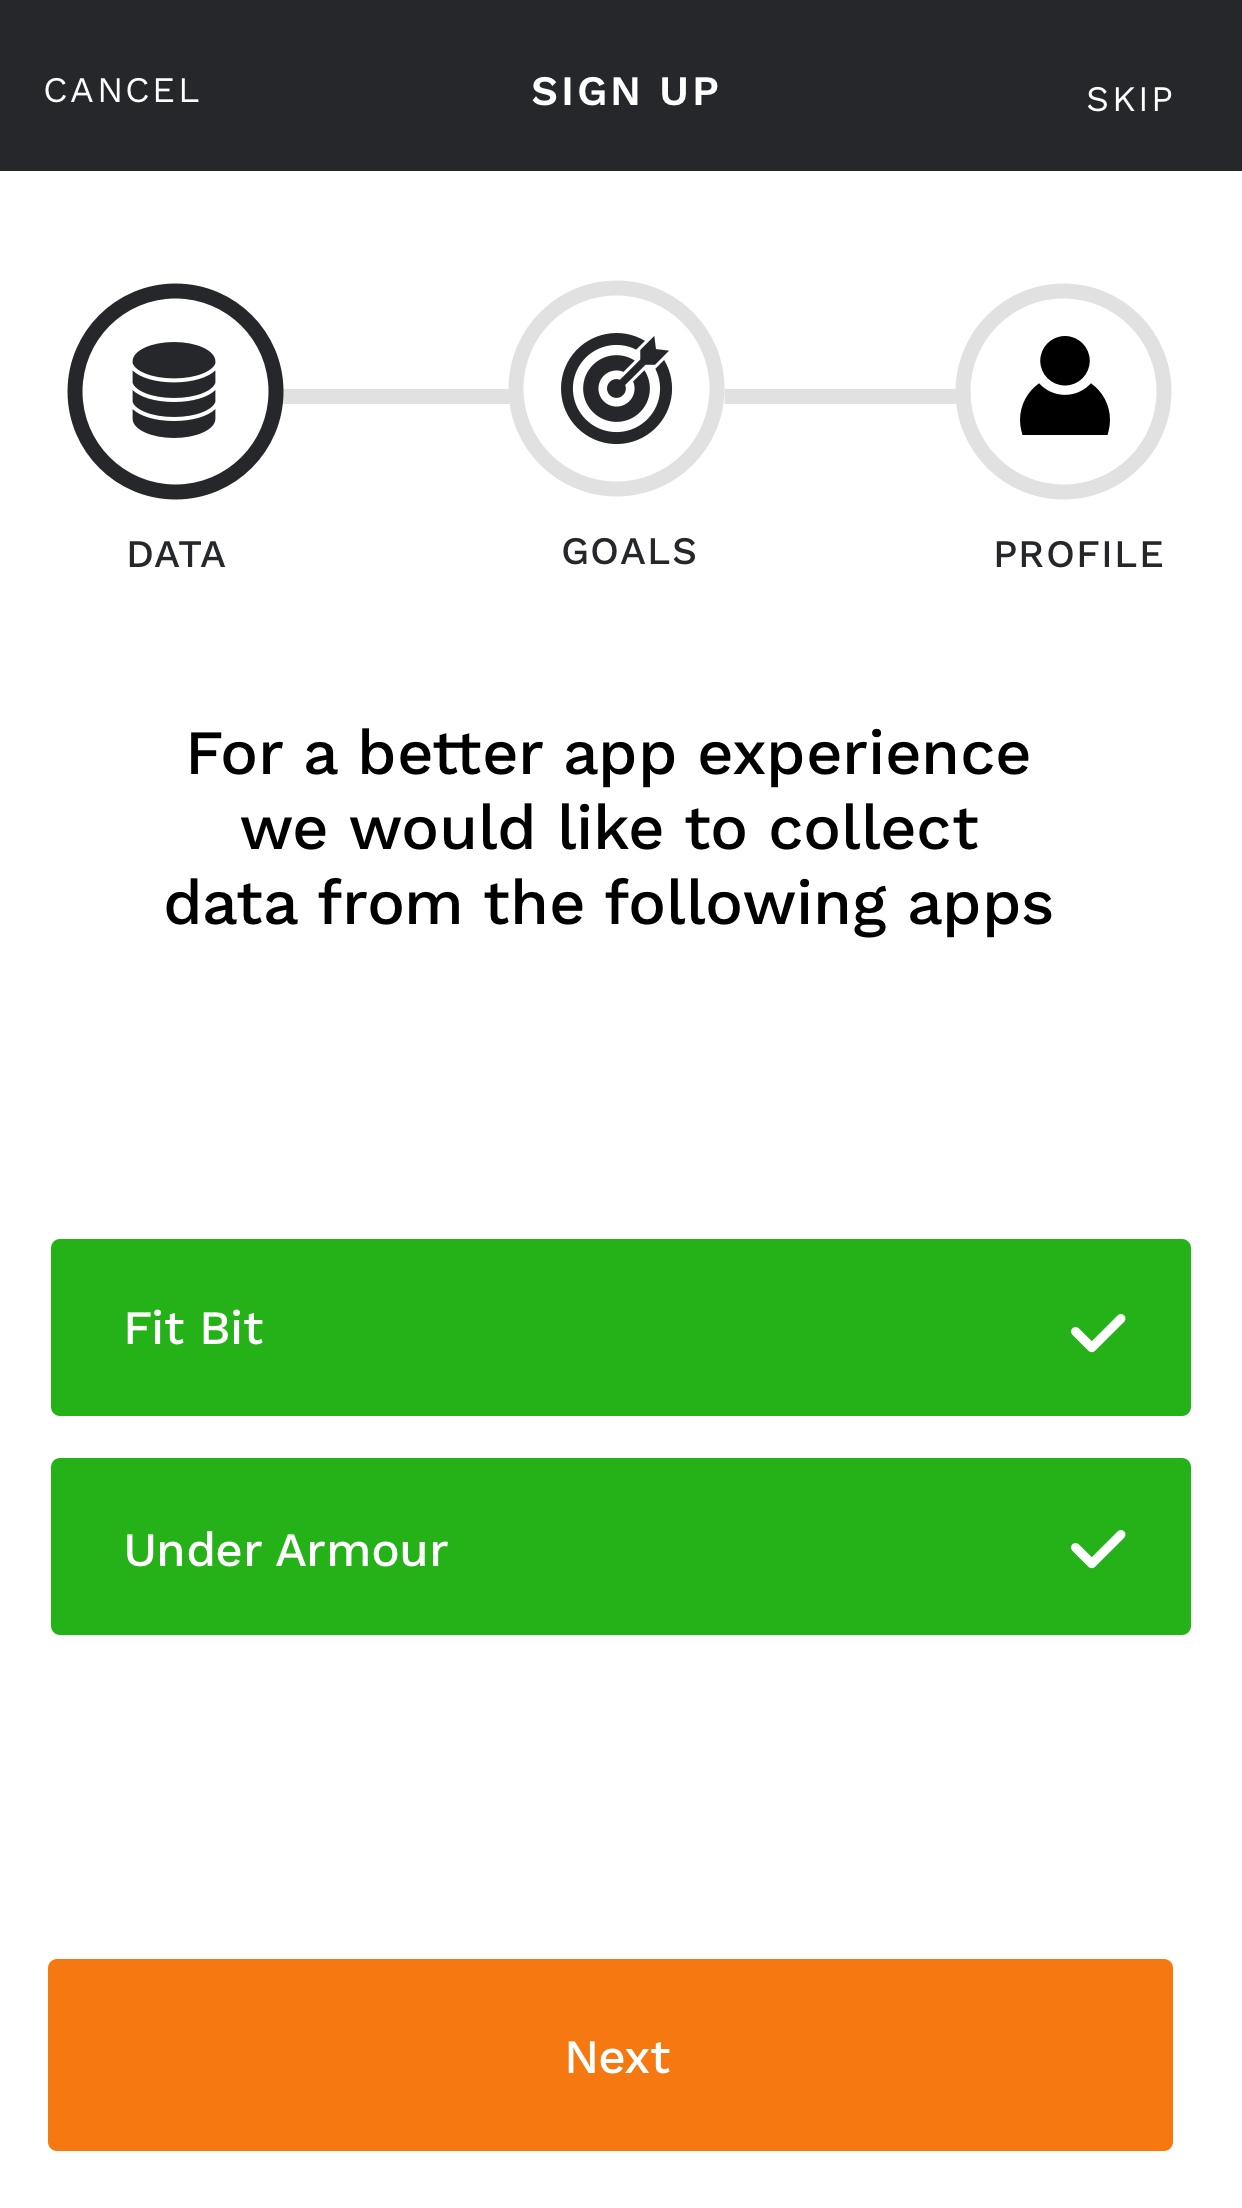 CANCEL
SIGN UP
SKIP
DATA
GOALS
PROFILE
For a better app experience
we would like to collect
data from the following apps
Fit Bit
Under Armour
Next